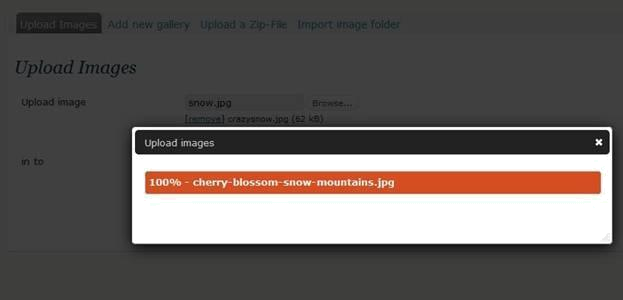 Upload Images Add new gallery Upload a Zip-File Import image folder
Upload Images
Upload image snow.jpg Browse...
[remove] crazysnow.jpg (62 kB)
Upload images
in to
100% - cherry-blossom-snow-mountains.jpg